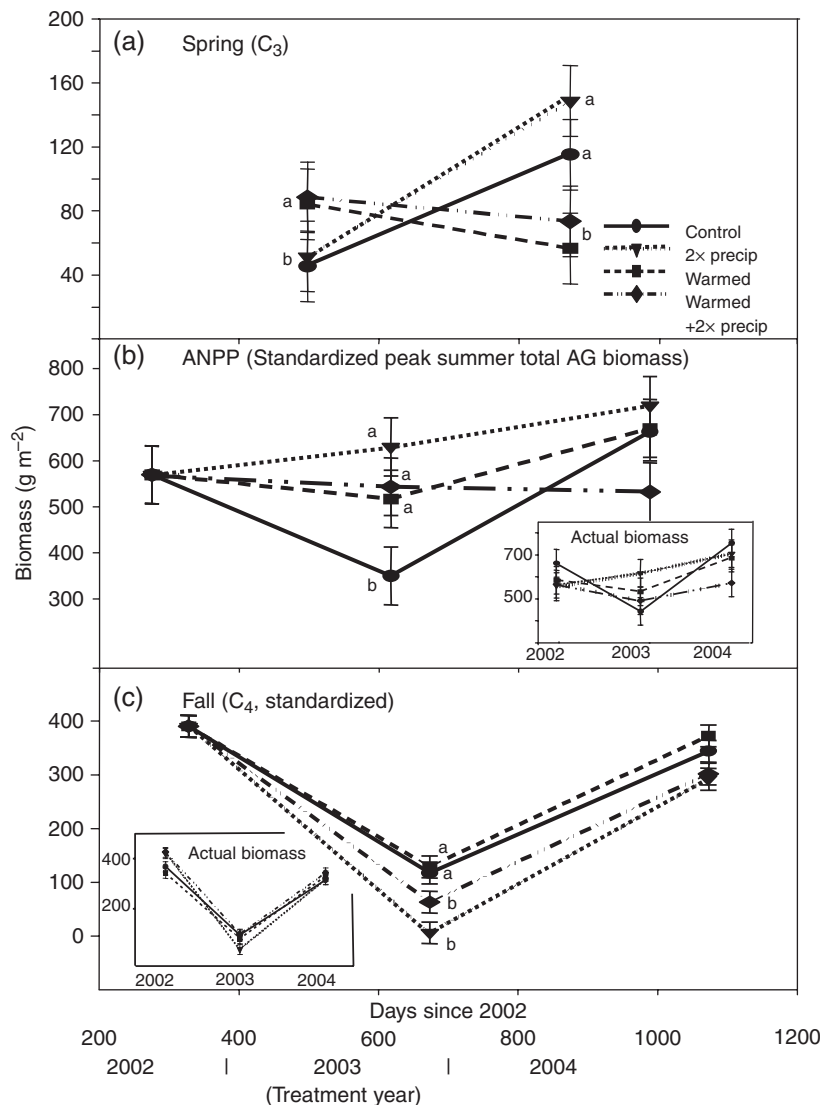 (a) Spring (C₃)
200
160
120
80
40
a
b
a
a
b
Control
2× precip
Warmed
Warmed
+2× precip
(b) ANPP (Standardized peak summer total AG biomass)
Biomass (g m⁻²)
800
700
600
500
400
300
a
a
a
b
Actual biomass
700
500
2002 2003 2004
(c) Fall (C₄, standardized)
400
300
200
100
0
a
a
b
b
Actual biomass
400
200
2002 2003 2004
Days since 2002
200 400 600 800 1000 1200
2002 | 2003 | 2004
(Treatment year)